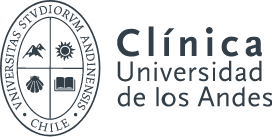 UNIVERSITAS STVDIORVM ANDINENSIS
· CHILE ·
Clínica
Universidad
de los Andes